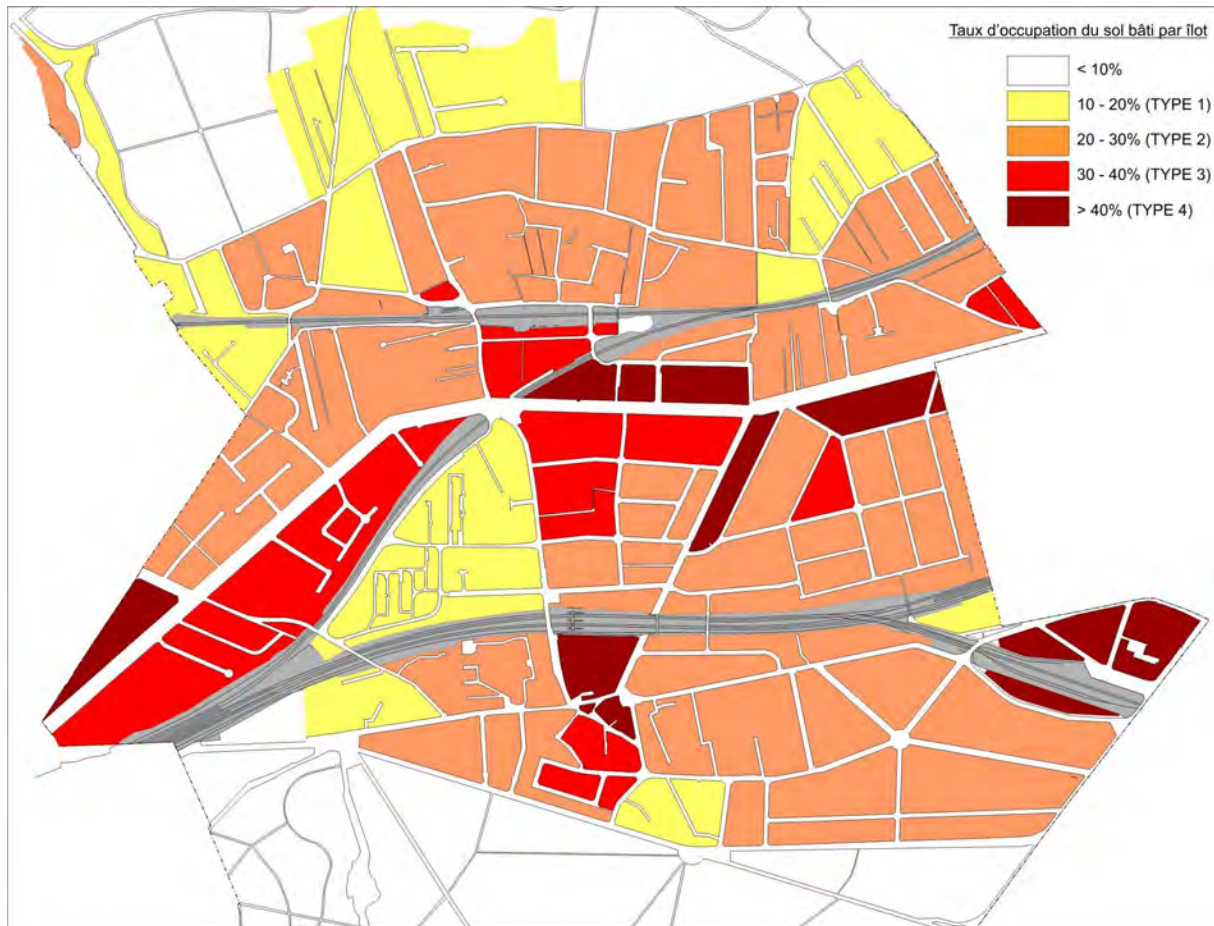 Taux d'occupation du sol bâti par îlot
< 10%
10 - 20% (TYPE 1)
20 - 30% (TYPE 2)
30 - 40% (TYPE 3)
> 40% (TYPE 4)